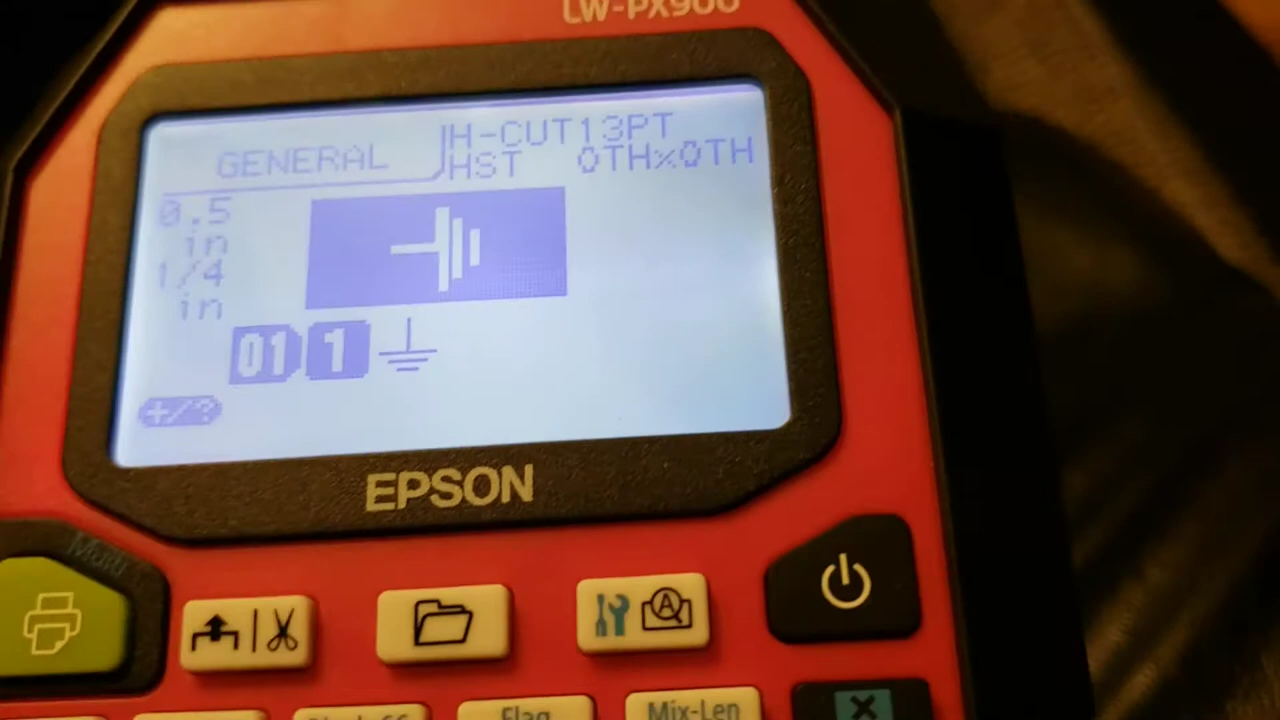 LW-PX900
GENERAL
H-CUT13PT
HST 0TH×0TH
0.5
in
1/4
in
01 1
+/?
EPSON
A
Flag
Mix-Len